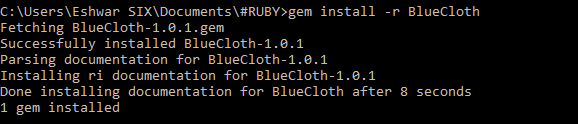 C:\Users\Eshwar SIX\Documents\#RUBY>gem install -r BlueCloth
Fetching BlueCloth-1.0.1.gem
Successfully installed BlueCloth-1.0.1
Parsing documentation for BlueCloth-1.0.1
Installing ri documentation for BlueCloth-1.0.1
Done installing documentation for BlueCloth after 8 seconds
1 gem installed